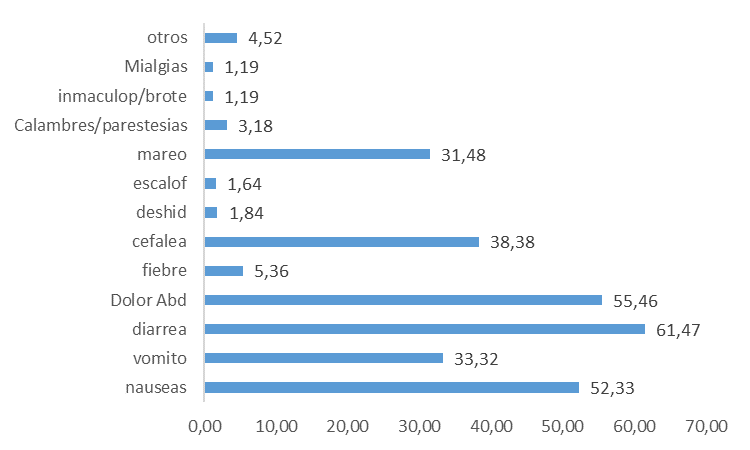 otros 4,52
Mialgias 1,19
inmaculop/brote 1,19
Calambres/parestesias 3,18
mareo 31,48
escalof 1,64
deshid 1,84
cefalea 38,38
fiebre 5,36
Dolor Abd 55,46
diarrea 61,47
vomito 33,32
nauseas 52,33
0,00 10,00 20,00 30,00 40,00 50,00 60,00 70,00